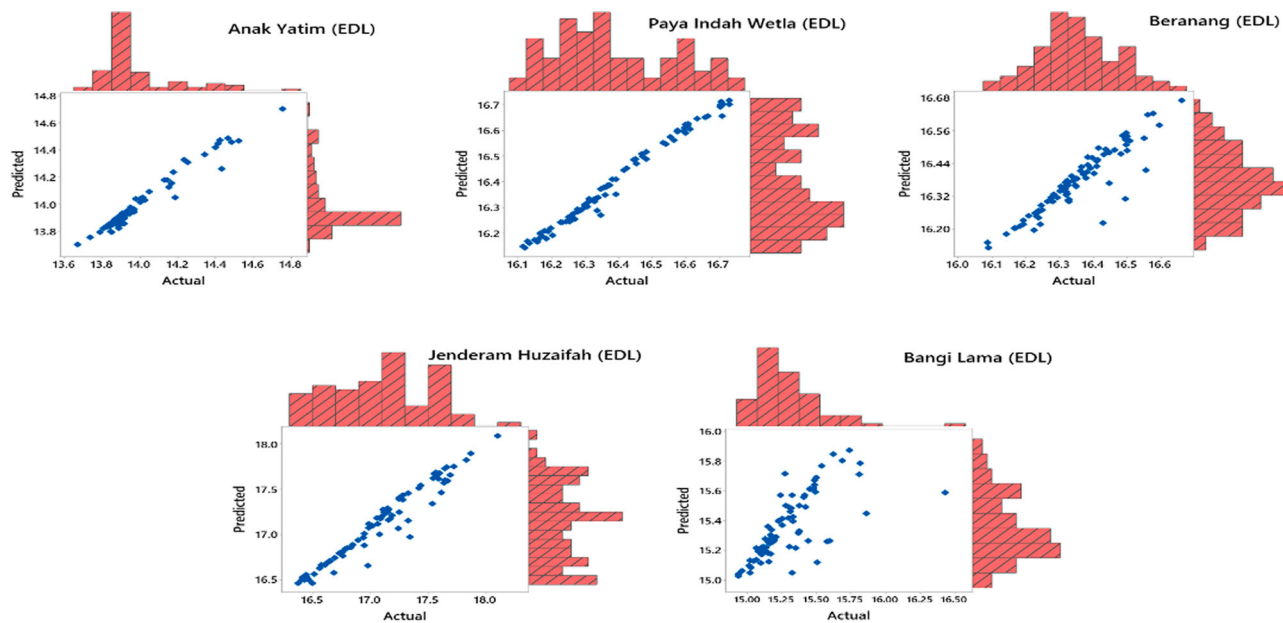 Anak Yatim (EDL)
14.8
14.6
14.4
14.2
14.0
13.8
Predicted
13.6 13.8 14.0 14.2 14.4 14.6 14.8
Actual
Paya Indah Wetla (EDL)
16.7
16.6
16.5
16.4
16.3
16.2
Predicted
16.1 16.2 16.3 16.4 16.5 16.6 16.7
Actual
Beranang (EDL)
16.68
16.56
16.44
16.32
16.20
Predicted
16.0 16.1 16.2 16.3 16.4 16.5 16.6
Actual
Jenderam Huzaifah (EDL)
18.0
17.5
17.0
16.5
Predicted
16.5 17.0 17.5 18.0
Actual
Bangi Lama (EDL)
16.0
15.8
15.6
15.4
15.2
15.0
Predicted
15.00 15.25 15.50 15.75 16.00 16.25 16.50
Actual